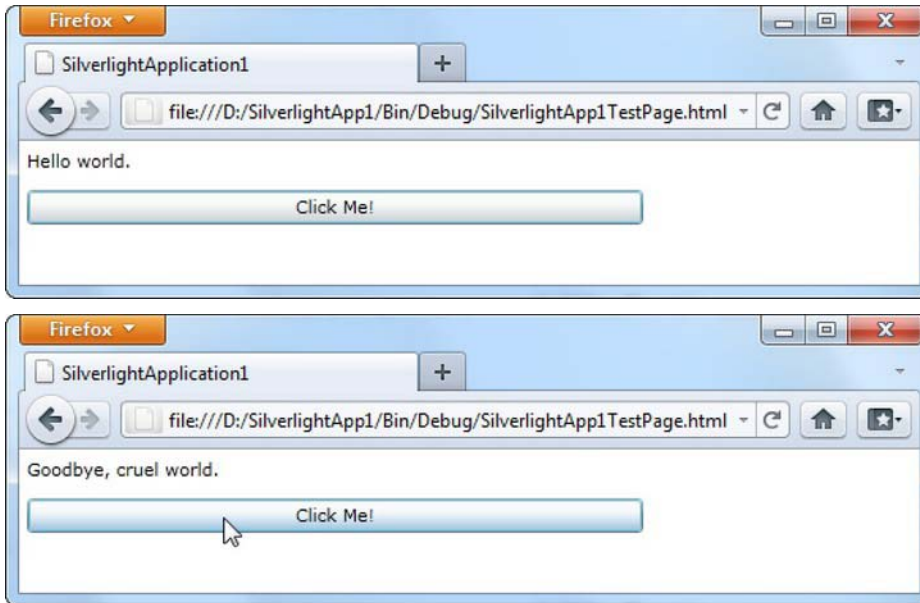 Firefox
SilverlightApplication1
file:///D:/SilverlightApp1/Bin/Debug/SilverlightApp1TestPage.html
Hello world.
Click Me!
Firefox
SilverlightApplication1
file:///D:/SilverlightApp1/Bin/Debug/SilverlightApp1TestPage.html
Goodbye, cruel world.
Click Me!